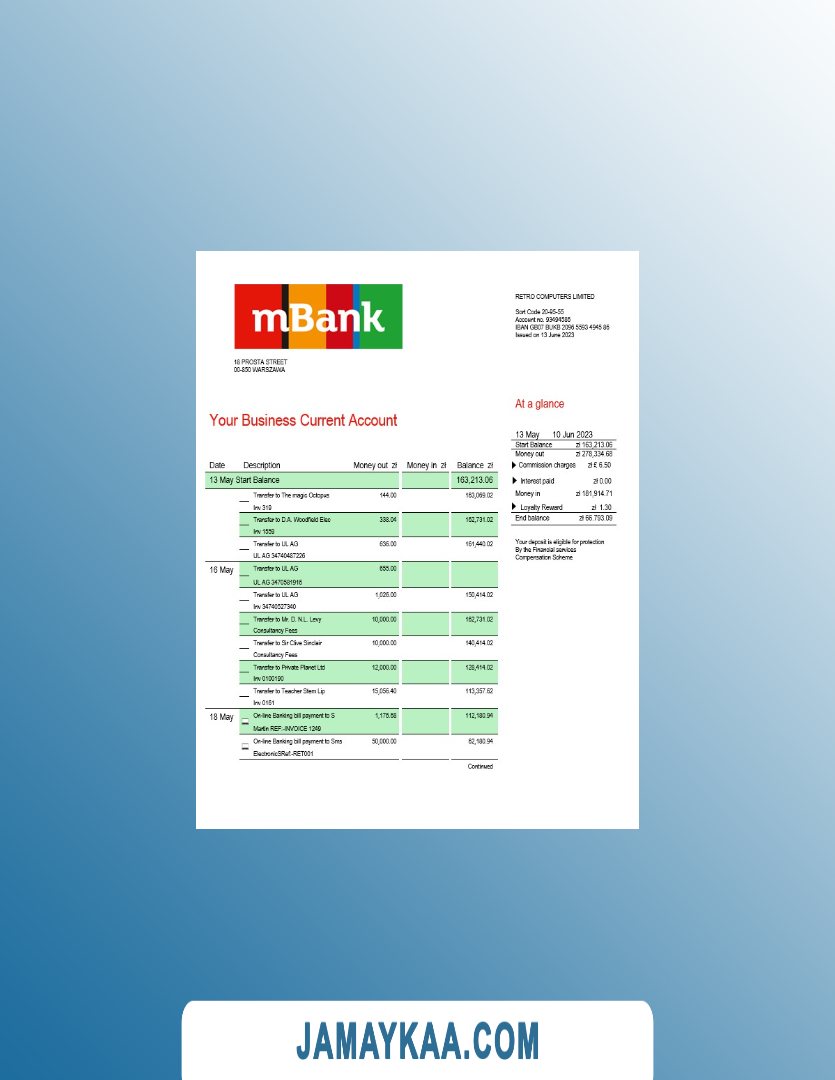 mBank
18 PROSTA STREET
00-850 WARSZAWA
RETRO COMPUTERS LIMITED
Sort Code 20-95-55
Account no. 93494586
IBAN GB07 BUKB 2096 5593 4945 86
Issued on 13 June 2023
Your Business Current Account
At a glance
13 May 10 Jun 2023
Start Balance zł 163,213.06
Money out zł 278,334.68
Commission charges zł £ 6.50
Interest paid zł 0.00
Money in zł 181,914.71
Loyalty Reward zł 1.30
End balance zł 66.793.09
Your deposit is eligible for protection
By the Financial services
Compensation Scheme
Date Description Money out zł Money in zł Balance zł
13 May Start Balance 163,213.06
Transfer to The magic Octopus 144.00 160,069.02
Inv 319
Transfer to D.A. Woodfield Elec 338.04 162,731.02
Inv 1559
Transfer to UL AG 636.00 161,440.02
UL AG 34740487226
16 May Transfer to UL AG 655.00
UL AG 3470581916
Transfer to UL AG 1,026.00 150,414.02
Inv 34740527340
Transfer to Mr. D. N.L. Levy 10,000.00 162,731.02
Consultancy Fees
Transfer to Sir Clive Sinclair 10,000.00 140,414.02
Consultancy Fees
Transfer to Private Planet Ltd 12,000.00 128,414.02
Inv 0100190
Transfer to Teacher Stem Lip 15,056.40 113,357.62
Inv 0161
18 May On-line Banking bill payment to S 1,176.68 112,180.94
Martin REF:-INVOICE 1249
On-line Banking bill payment to Sms 50,000.00 62,180.94
ElectronicSRef:-RET001
Continued
JAMAYKAA.COM